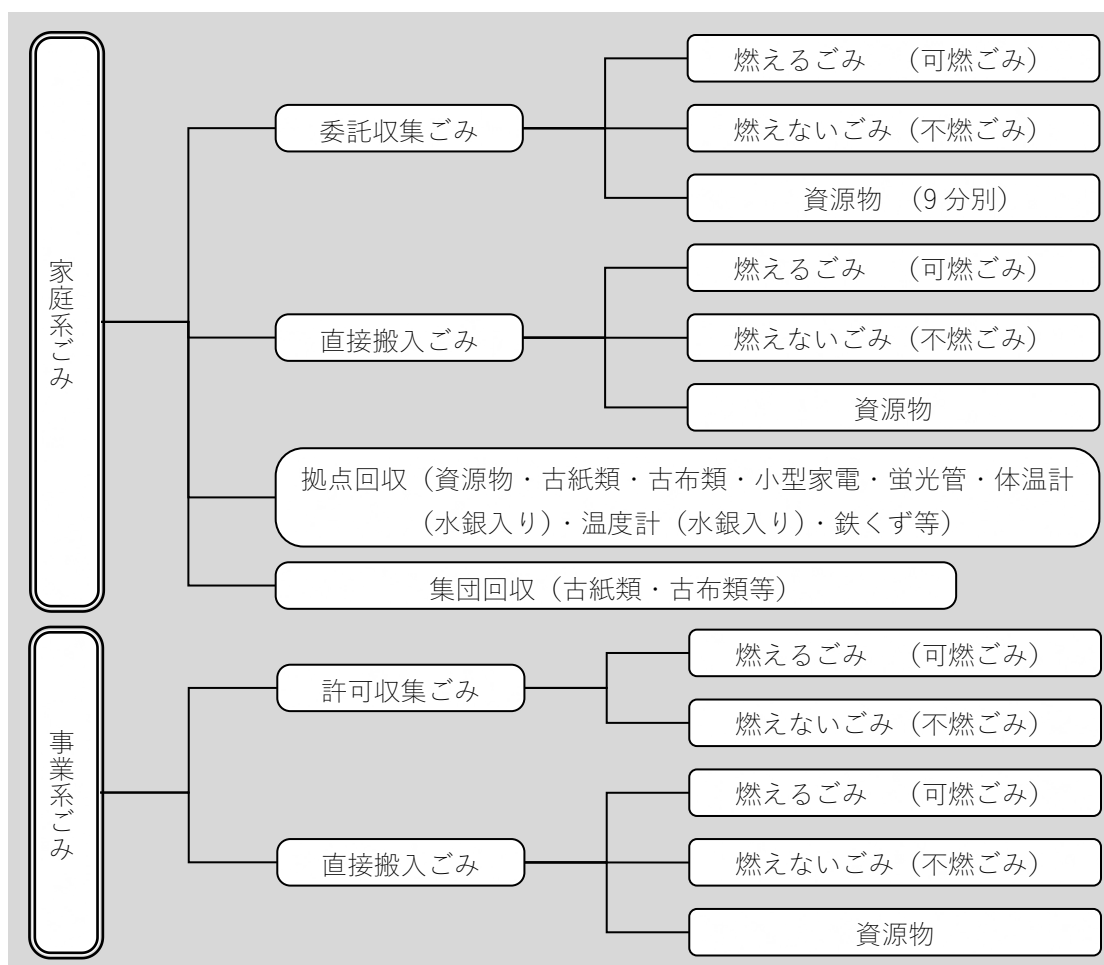 家庭系ごみ
委託収集ごみ
燃えるごみ （可燃ごみ）
燃えないごみ（不燃ごみ）
資源物 （9分別）
直接搬入ごみ
燃えるごみ （可燃ごみ）
燃えないごみ（不燃ごみ）
資源物
拠点回収（資源物・古紙類・古布類・小型家電・蛍光管・体温計
（水銀入り）・温度計（水銀入り）・鉄くず等）
集団回収（古紙類・古布類等）
事業系ごみ
許可収集ごみ
燃えるごみ （可燃ごみ）
燃えないごみ（不燃ごみ）
直接搬入ごみ
燃えるごみ （可燃ごみ）
燃えないごみ（不燃ごみ）
資源物